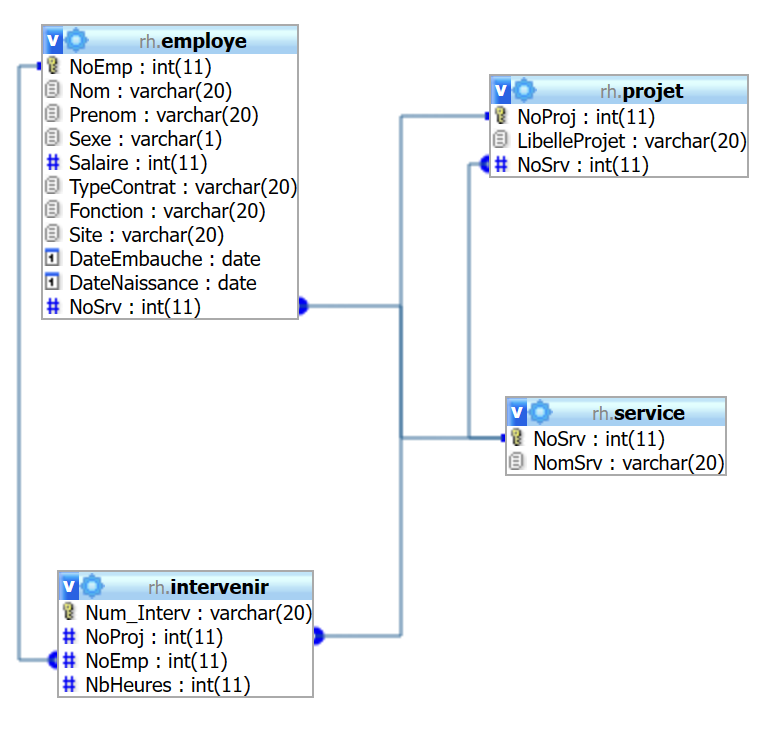 rh.employe
NoEmp : int(11)
Nom : varchar(20)
Prenom : varchar(20)
Sexe : varchar(1)
Salaire : int(11)
TypeContrat : varchar(20)
Fonction : varchar(20)
Site : varchar(20)
DateEmbauche : date
DateNaissance : date
NoSrv : int(11)
rh.projet
NoProj : int(11)
LibelleProjet : varchar(20)
NoSrv : int(11)
rh.service
NoSrv : int(11)
NomSrv : varchar(20)
rh.intervenir
Num_Interv : varchar(20)
NoProj : int(11)
NoEmp : int(11)
NbHeures : int(11)